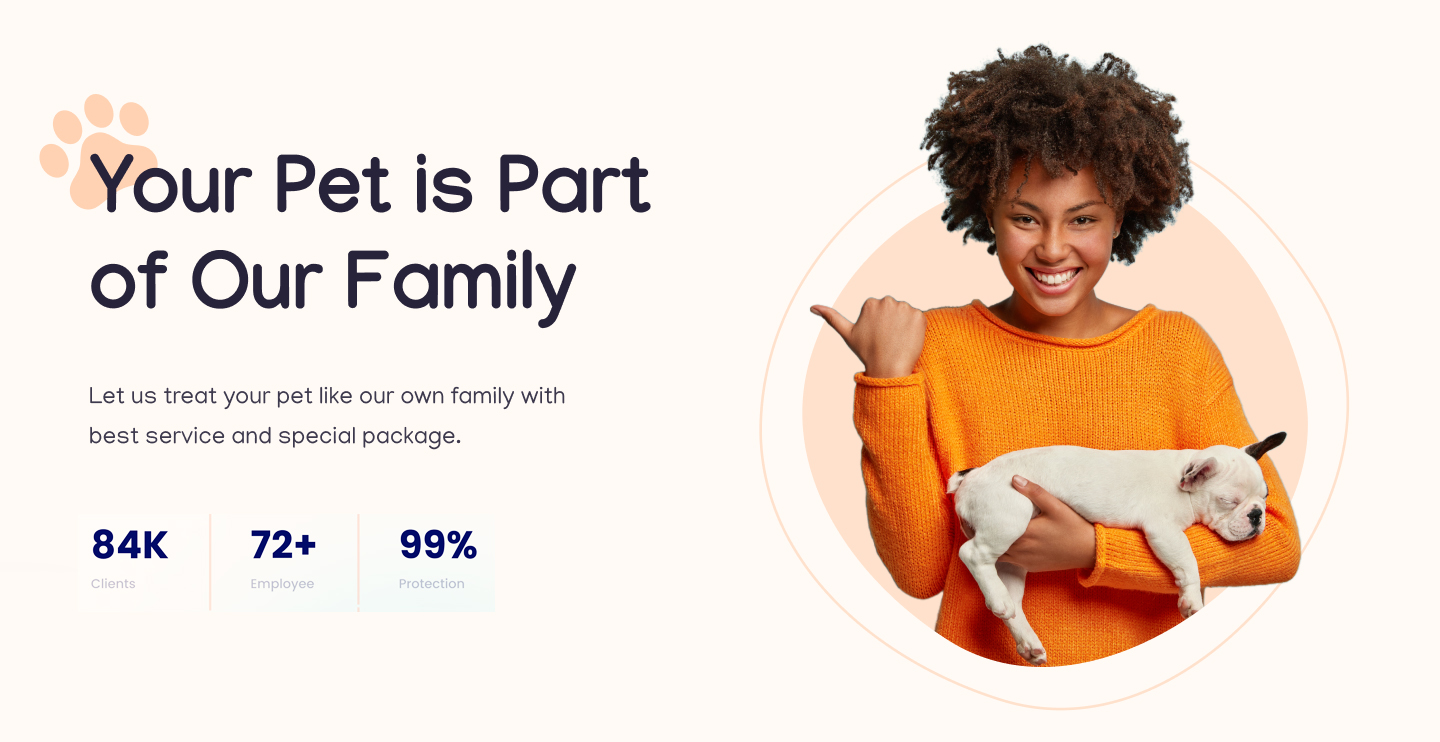 Your Pet is Part
of Our Family
Let us treat your pet like our own family with
best service and special package.
84K 72+ 99%
Clients Employee Protection